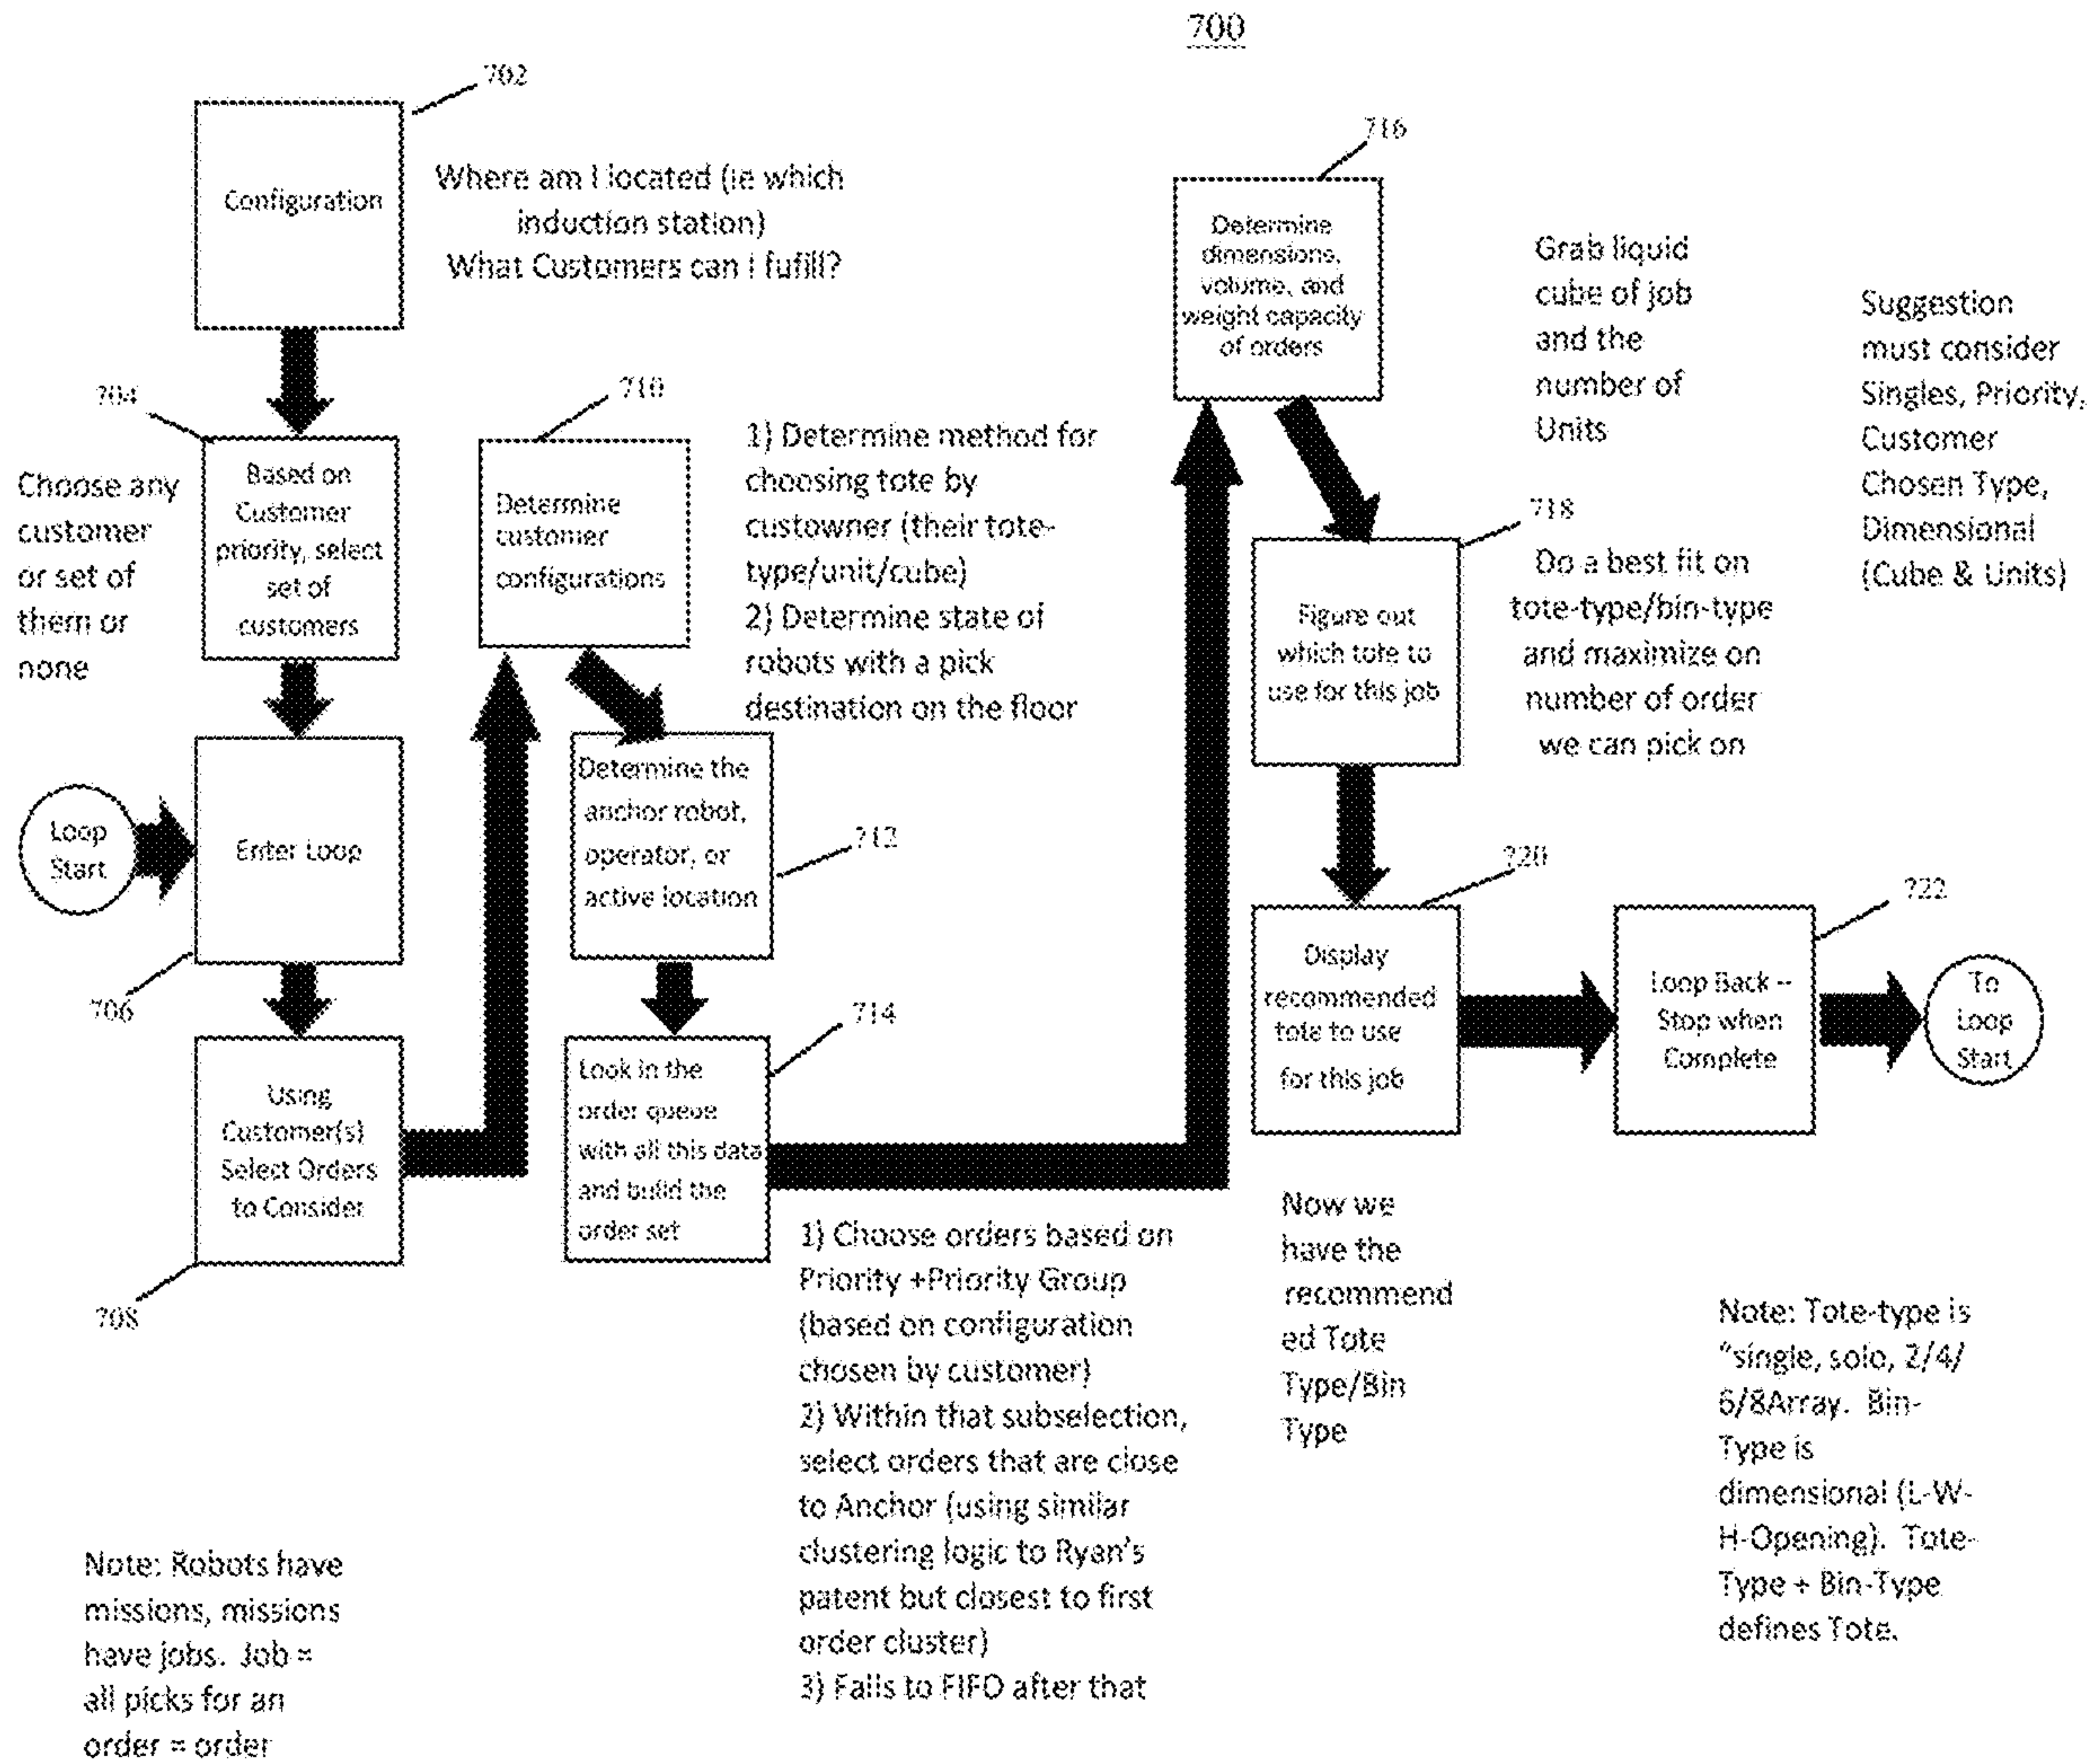 700
702
Configuration
Where am I located (ie which
induction station)
What Customers can I fufill?
704
Choose any
customer
or set of
them or
none
Based on
Customer
priority, select
set of
customers
Loop
Start
Enter Loop
706
Using
Customer(s)
Select Orders
to Consider
708
710
Determine
customer
configurations
1) Determine method for
choosing tote by
custowner (their tote-
type/unit/cube)
2) Determine state of
robots with a pick
destination on the floor
Determine the
anchor robot,
operator, or
active location
712
714
Look in the
order queue
with all this data
and build the
order set
1) Choose orders based on
Priority +Priority Group
(based on configuration
chosen by customer)
2) Within that subselection,
select orders that are close
to Anchor (using similar
clustering logic to Ryan's
patent but closest to first
order cluster)
3) Falls to FIFO after that
716
Determine
dimensions,
volume, and
weight capacity
of orders
Grab liquid
cube of job
and the
number of
Units
Suggestion
must consider
Singles, Priority,
Customer
Chosen Type,
Dimensional
(Cube & Units)
718
Figure out
which tote to
use for this job
Do a best fit on
tote-type/bin-type
and maximize on
number of order
we can pick on
720
Display
recommended
tote to use
for this job
Now we
have the
recommend
ed Tote
Type/Bin
Type
722
Loop Back --
Stop when
Complete
To
Loop
Start
Note: Tote-type is
"single, solo, 2/4/
6/8Array. Bin-
Type is
dimensional (L-W-
H-Opening). Tote-
Type + Bin-Type
defines Tote.
Note: Robots have
missions, missions
have jobs. Job =
all picks for an
order = order